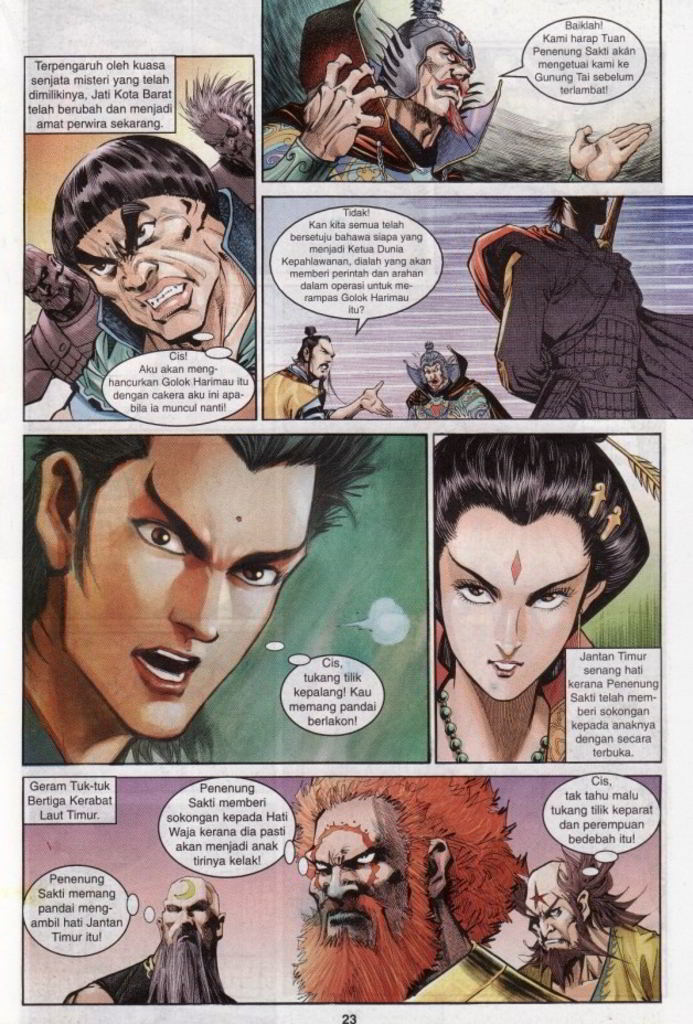 Terpengaruh oleh kuasa
senjata misteri yang telah
dimilikinya, Jati Kota Barat
telah berubah dan menjadi
amat perwira sekarang.
Cis!
Aku akan meng-
hancurkan Golok Harimau itu
dengan cakera aku ini apa-
bila ia muncul nanti!
Baiklah!
Kami harap Tuan
Penenung Sakti akan
mengetuai kami ke
Gunung Tai sebelum
terlambat!
Tidak!
Kan kita semua telah
bersetuju bahawa siapa yang
menjadi Ketua Dunia
Kepahlawanan, dialah yang akan
memberi perintah dan arahan
dalam operasi untuk me-
rampas Golok Harimau
itu?
Cis,
tukang tilik
kepalang! Kau
memang pandai
berlakon!
Jantan Timur
senang hati
kerana Penenung
Sakti telah mem-
beri sokongan
kepada anaknya
dengan secara
terbuka.
Geram Tuk-tuk
Bertiga Kerabat
Laut Timur.
Penenung
Sakti memang
pandai meng-
ambil hati Jantan
Timur itu!
Penenung
Sakti memberi
sokongan kepada Hati
Waja kerana dia pasti
akan menjadi anak
tirinya kelak!
Cis,
tak tahu malu
tukang tilik keparat
dan perempuan
bedebah itu!
23